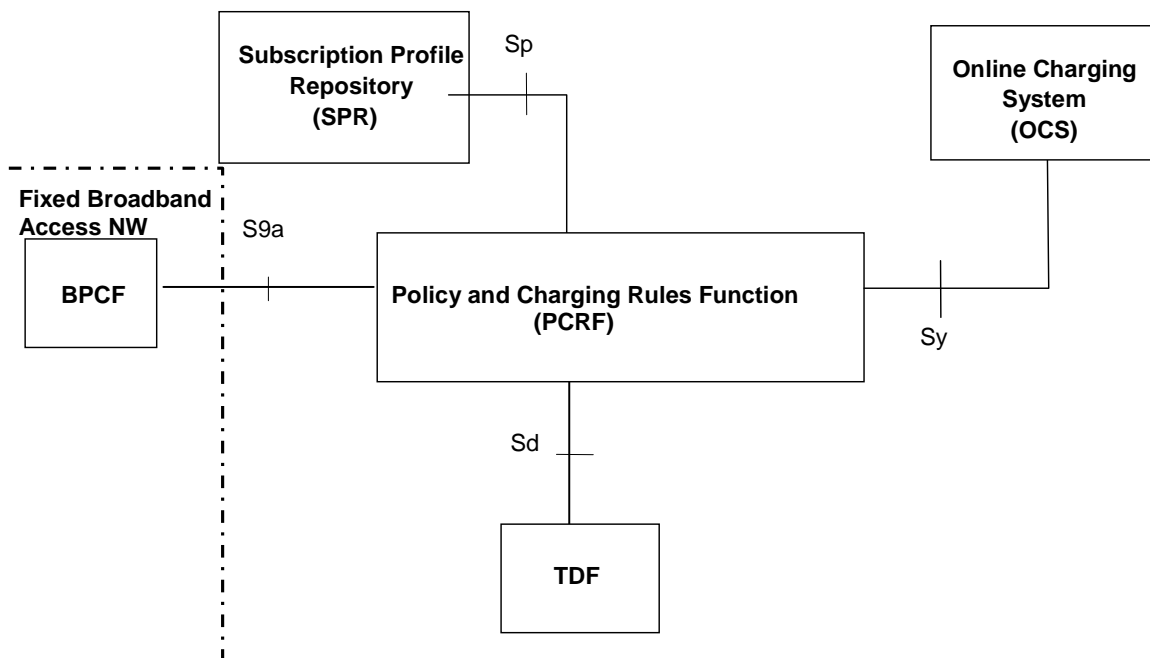 Subscription Profile
Repository
(SPR)
Sp
Online Charging
System
(OCS)
Fixed Broadband
Access NW
S9a
BPCF
Policy and Charging Rules Function
(PCRF)
Sy
Sd
TDF